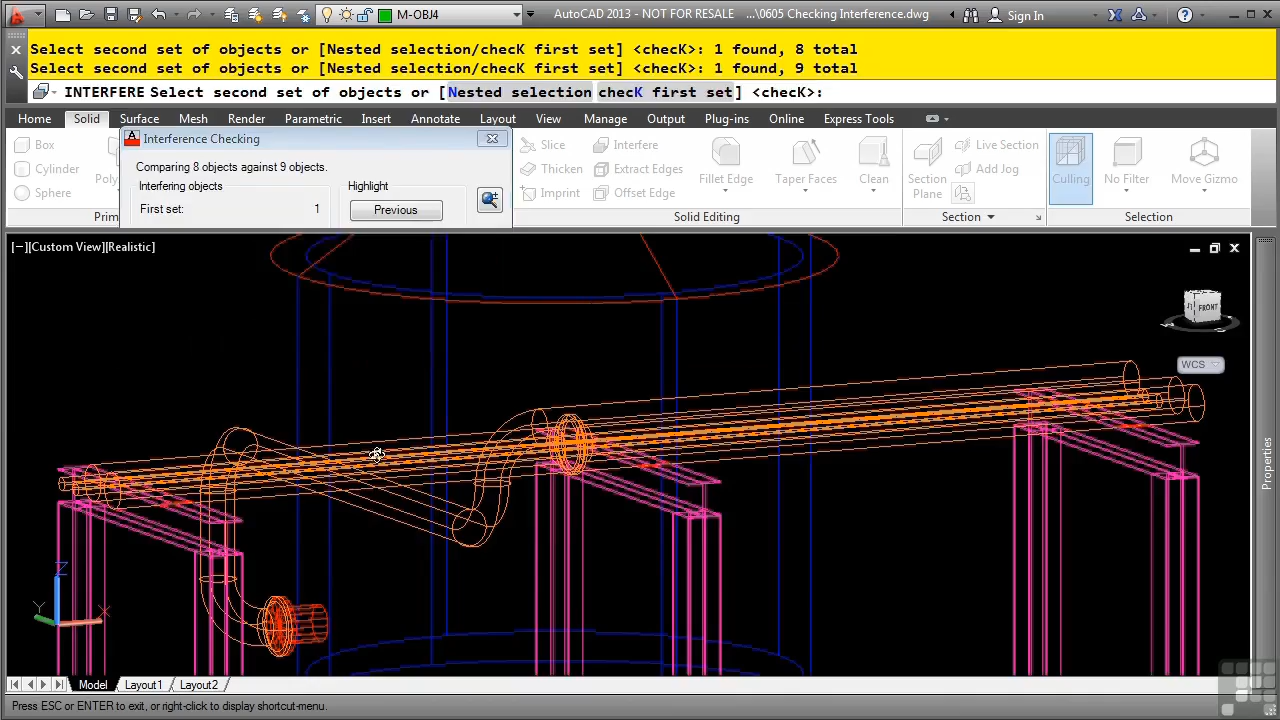 M-OBJ4
AutoCAD 2013 - NOT FOR RESALE ...\0605 Checking Interference.dwg
Sign In
Select second set of objects or [Nested selection/checK first set] <checK>: 1 found, 8 total
Select second set of objects or [Nested selection/checK first set] <checK>: 1 found, 9 total
INTERFERE Select second set of objects or [Nested selection checK first set] <checK>:
Home Solid Surface Mesh Render Parametric Insert Annotate Layout View Manage Output Plug-ins Online Express Tools
Interference Checking
Box
Cylinder
Sphere
Poly
Prim
Comparing 8 objects against 9 objects.
Interfering objects
First set: 1
Highlight
Previous
Slice
Thicken
Imprint
Interfere
Extract Edges
Offset Edge
Fillet Edge
Taper Faces
Clean
Solid Editing
Section
Plane
Live Section
Add Jog
Section
Culling
No Filter
Move Gizmo
Selection
[−][Custom View][Realistic]
FRONT
WCS
Properties
Z
Y
X
Model Layout1 Layout2
Press ESC or ENTER to exit, or right-click to display shortcut-menu.